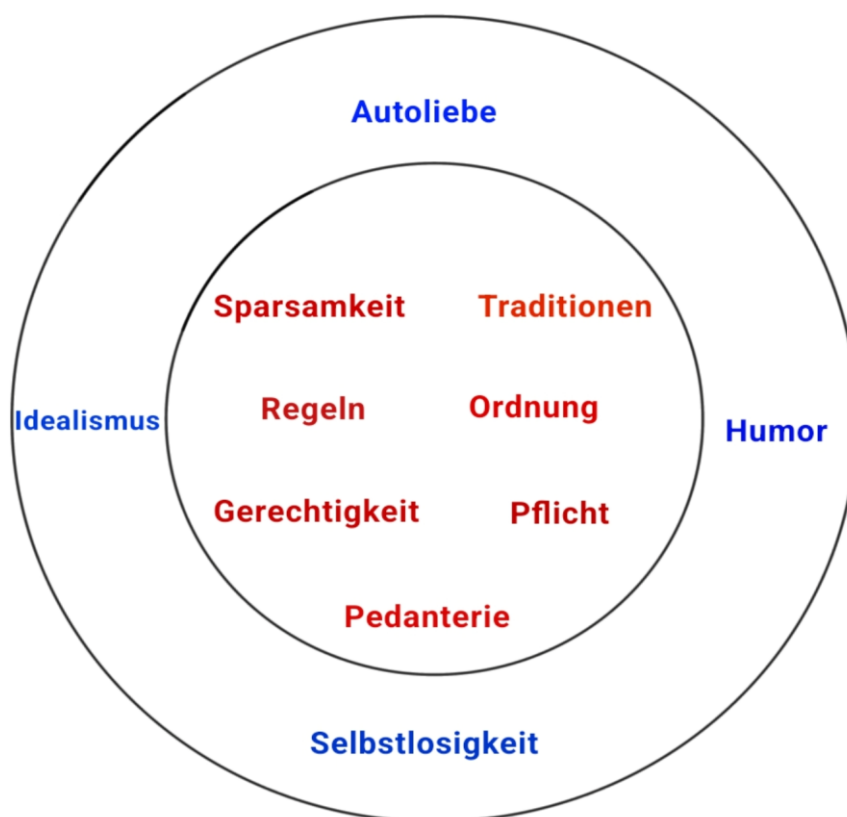 Autoliebe
Sparsamkeit
Traditionen
Regeln
Ordnung
Idealismus
Humor
Gerechtigkeit
Pflicht
Pedanterie
Selbstlosigkeit